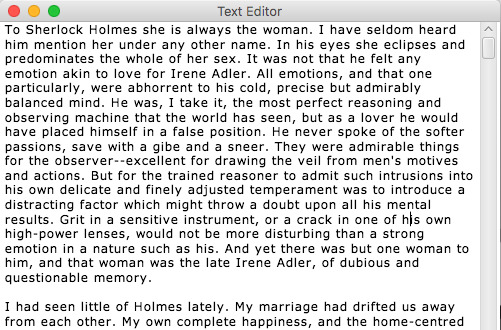 Text Editor
To Sherlock Holmes she is always the woman. I have seldom heard
him mention her under any other name. In his eyes she eclipses and
predominates the whole of her sex. It was not that he felt any
emotion akin to love for Irene Adler. All emotions, and that one
particularly, were abhorrent to his cold, precise but admirably
balanced mind. He was, I take it, the most perfect reasoning and
observing machine that the world has seen, but as a lover he would
have placed himself in a false position. He never spoke of the softer
passions, save with a gibe and a sneer. They were admirable things
for the observer--excellent for drawing the veil from men's motives
and actions. But for the trained reasoner to admit such intrusions into
his own delicate and finely adjusted temperament was to introduce a
distracting factor which might throw a doubt upon all his mental
results. Grit in a sensitive instrument, or a crack in one of his own
high-power lenses, would not be more disturbing than a strong
emotion in a nature such as his. And yet there was but one woman to
him, and that woman was the late Irene Adler, of dubious and
questionable memory.
I had seen little of Holmes lately. My marriage had drifted us away
from each other. My own complete happiness, and the home-centred